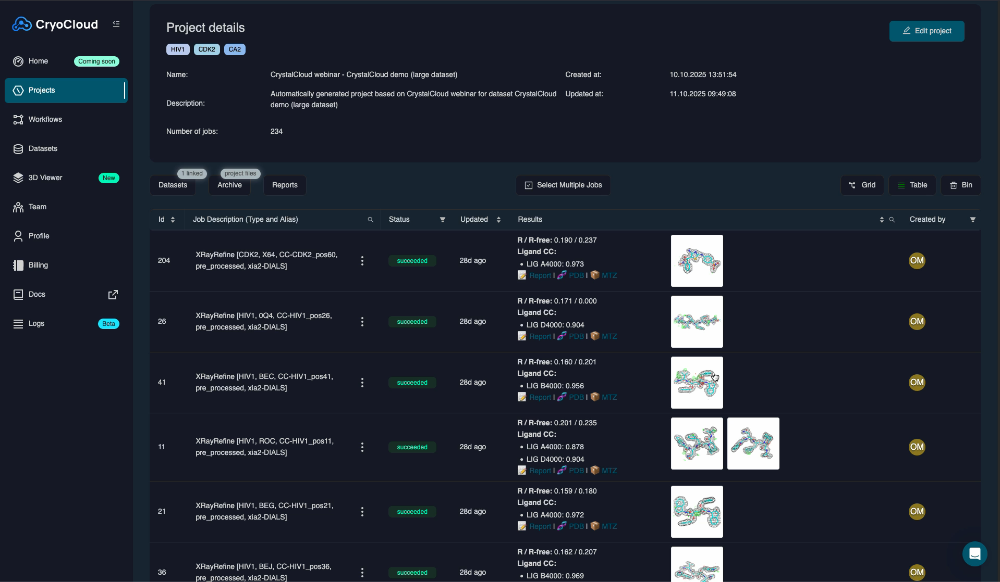 CryoCloud
Home
Coming soon
Projects
Workflows
Datasets
3D Viewer
New
Team
Profile
Billing
Docs
Logs
Beta
Project details
Edit project
HIV1 CDK2 CA2
Name: CrystalCloud webinar - CrystalCloud demo (large dataset) Created at: 10.10.2025 13:51:54
Description: Automatically generated project based on CrystalCloud webinar for dataset CrystalCloud
demo (large dataset)
Updated at: 11.10.2025 09:49:08
Number of jobs: 234
1 linked
project files
Datasets Archive Reports Select Multiple Jobs Grid Table Bin
Id Job Description (Type and Alias) Status Updated Results Created by
204
XRayRefine [CDK2, X64, CC-CDK2_pos60,
pre_processed, xia2-DIALS]
succeeded
28d ago
R / R-free: 0.190 / 0.237
Ligand CC:
• LIG A4000: 0.973
Report | PDB | MTZ
OM
26
XRayRefine [HIV1, 0Q4, CC-HIV1_pos26,
pre_processed, xia2-DIALS]
succeeded
28d ago
R / R-free: 0.171 / 0.000
Ligand CC:
• LIG D4000: 0.904
Report | PDB | MTZ
OM
41
XRayRefine [HIV1, BEC, CC-HIV1_pos41,
pre_processed, xia2-DIALS]
succeeded
28d ago
R / R-free: 0.160 / 0.201
Ligand CC:
• LIG B4000: 0.956
Report | PDB | MTZ
OM
11
XRayRefine [HIV1, ROC, CC-HIV1_pos11,
pre_processed, xia2-DIALS]
succeeded
28d ago
R / R-free: 0.201 / 0.235
Ligand CC:
• LIG A4000: 0.878
• LIG D4000: 0.904
Report | PDB | MTZ
OM
21
XRayRefine [HIV1, BEG, CC-HIV1_pos21,
pre_processed, xia2-DIALS]
succeeded
28d ago
R / R-free: 0.159 / 0.180
Ligand CC:
• LIG A4000: 0.972
Report | PDB | MTZ
OM
36
XRayRefine [HIV1, BEJ, CC-HIV1_pos36,
pre_processed, xia2-DIALS]
succeeded
28d ago
R / R-free: 0.162 / 0.207
Ligand CC:
• LIG B4000: 0.969
OM